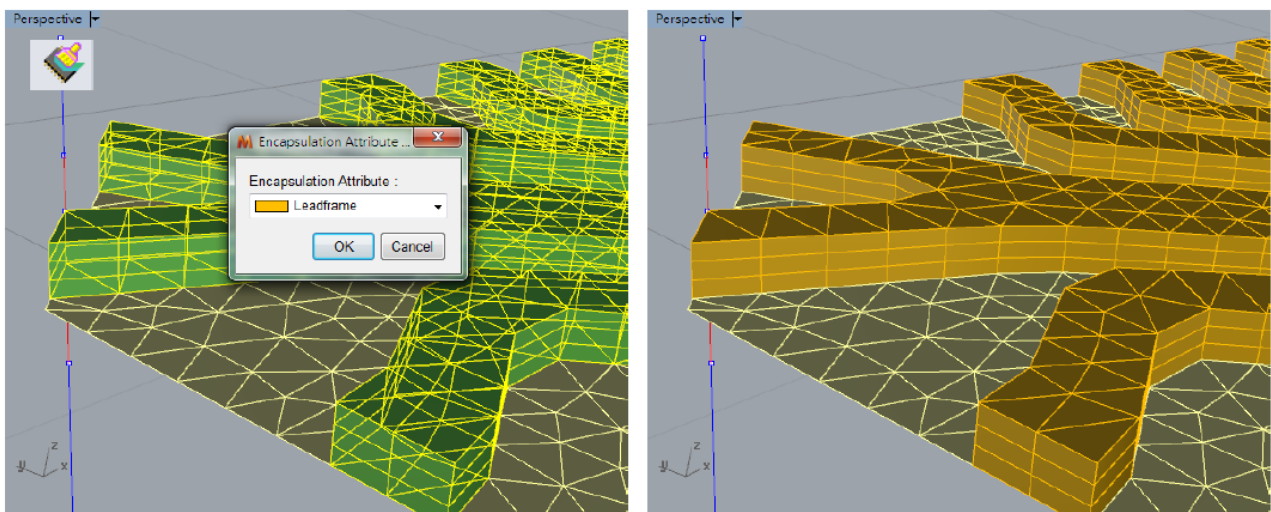 Perspective
Encapsulation Attribute ...
Encapsulation Attribute :
Leadframe
OK
Cancel
z
y
x
Perspective
z
y
x